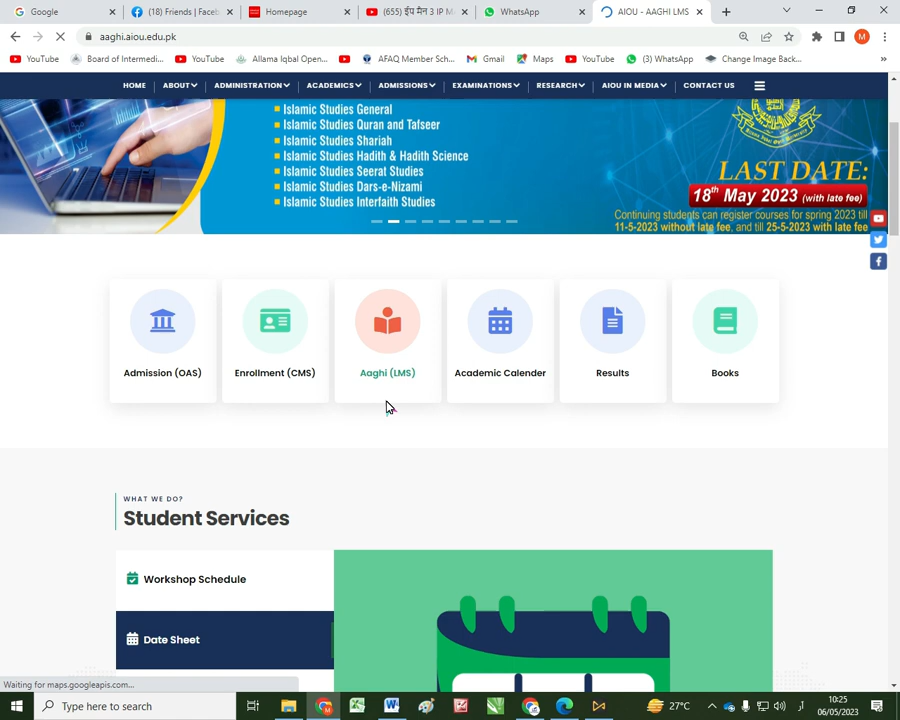 Google
(18) Friends | Faceb
Homepage
(655) ईप मैन 3 IP M
WhatsApp
AIOU - AAGHI LMS
aaghi.aiou.edu.pk
YouTube
Board of Intermedi...
YouTube
Allama Iqbal Open...
AFAQ Member Sch...
Gmail
Maps
YouTube
(3) WhatsApp
Change Image Back...
HOME
ABOUT
ADMINISTRATION
ACADEMICS
ADMISSIONS
EXAMINATIONS
RESEARCH
AIOU IN MEDIA
CONTACT US
Islamic Studies General
Islamic Studies Quran and Tafseer
Islamic Studies Shariah
Islamic Studies Hadith & Hadith Science
Islamic Studies Seerat Studies
Islamic Studies Dars-e-Nizami
Islamic Studies Interfaith Studies
LAST DATE:
18th May 2023 (with late fee)
Continuing students can register courses for spring 2023 till
11-5-2023 without late fee, and till 25-5-2023 with late fee
Admission (OAS)
Enrollment (CMS)
Aaghi (LMS)
Academic Calender
Results
Books
WHAT WE DO?
Student Services
Workshop Schedule
Date Sheet
Waiting for maps.googleapis.com...
Type here to search
27°C
10:25
06/05/2023